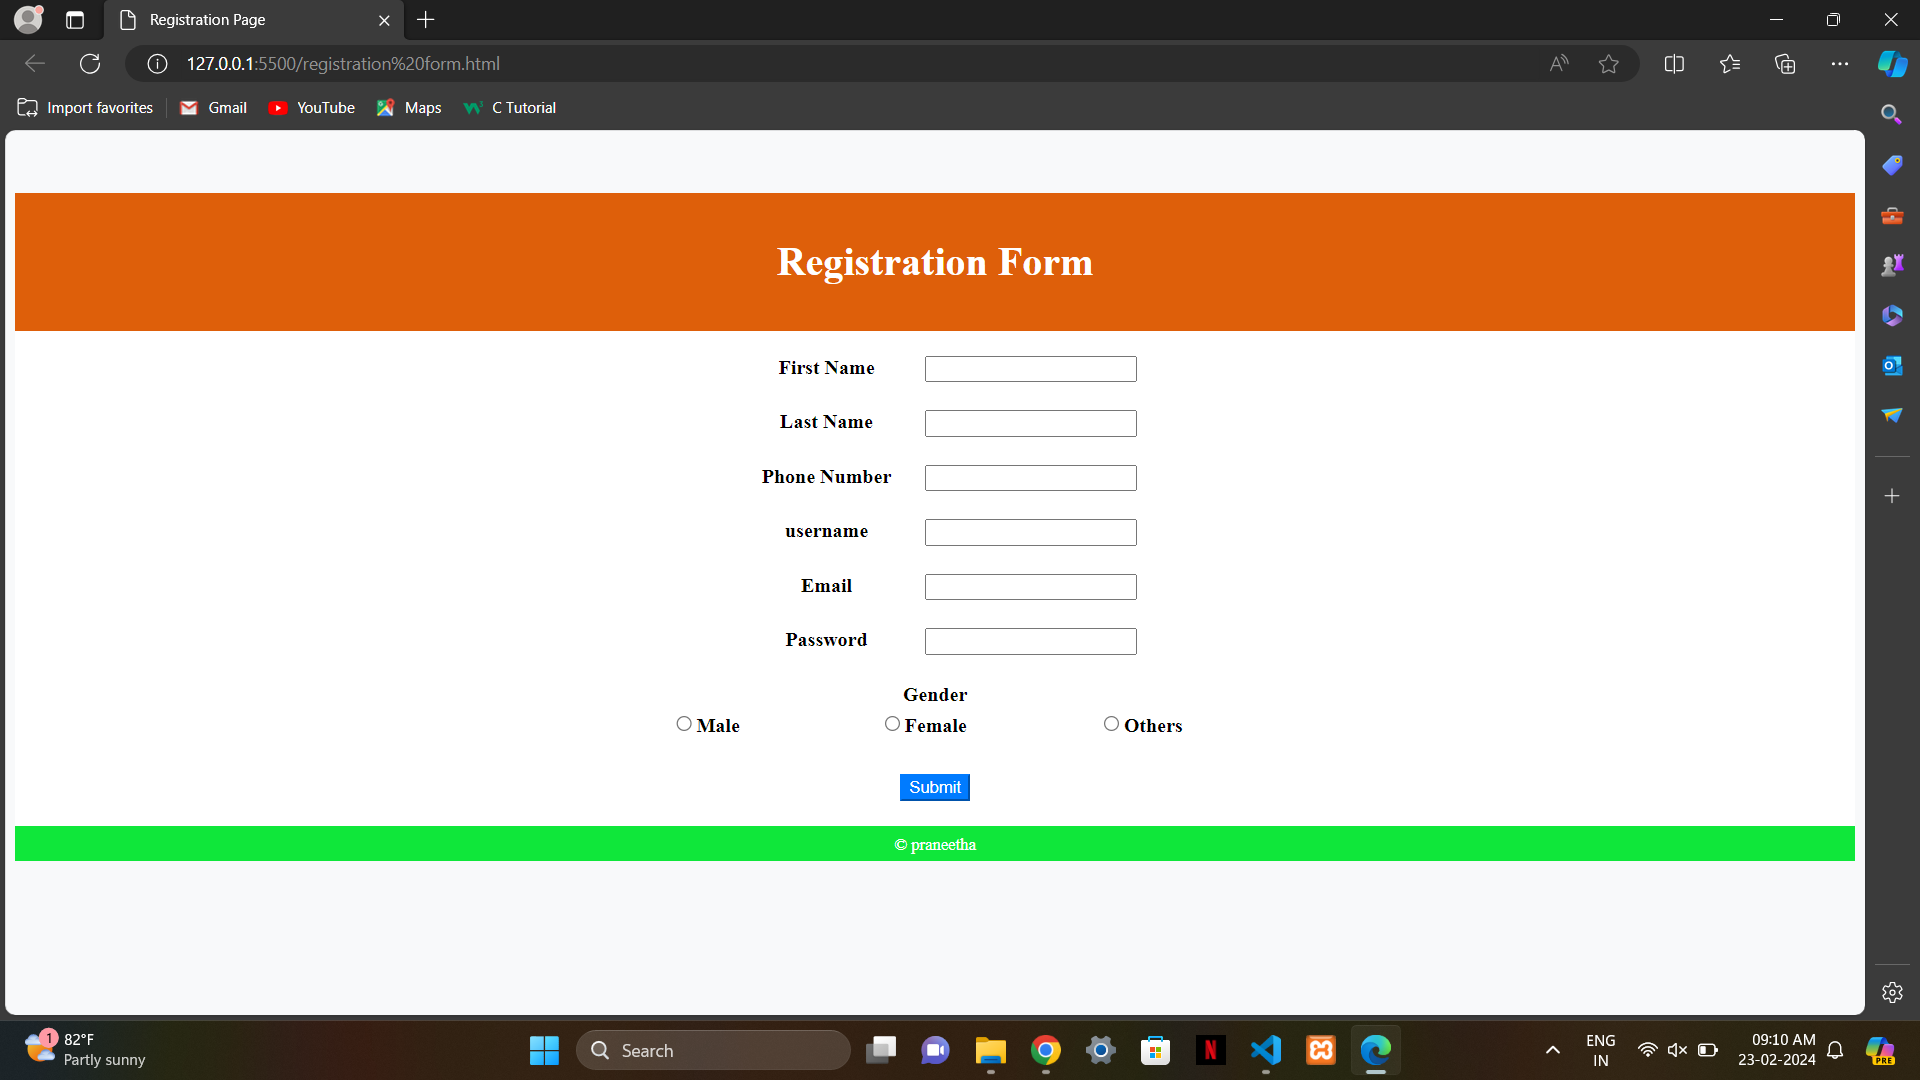 Registration Page
127.0.0.1:5500/registration%20form.html
Import favorites Gmail YouTube Maps C Tutorial
Registration Form
First Name
Last Name
Phone Number
username
Email
Password
Gender
Male Female Others
Submit
© praneetha
1 82°F
Partly sunny
Search
ENG
IN
09:10 AM
23-02-2024
PRE